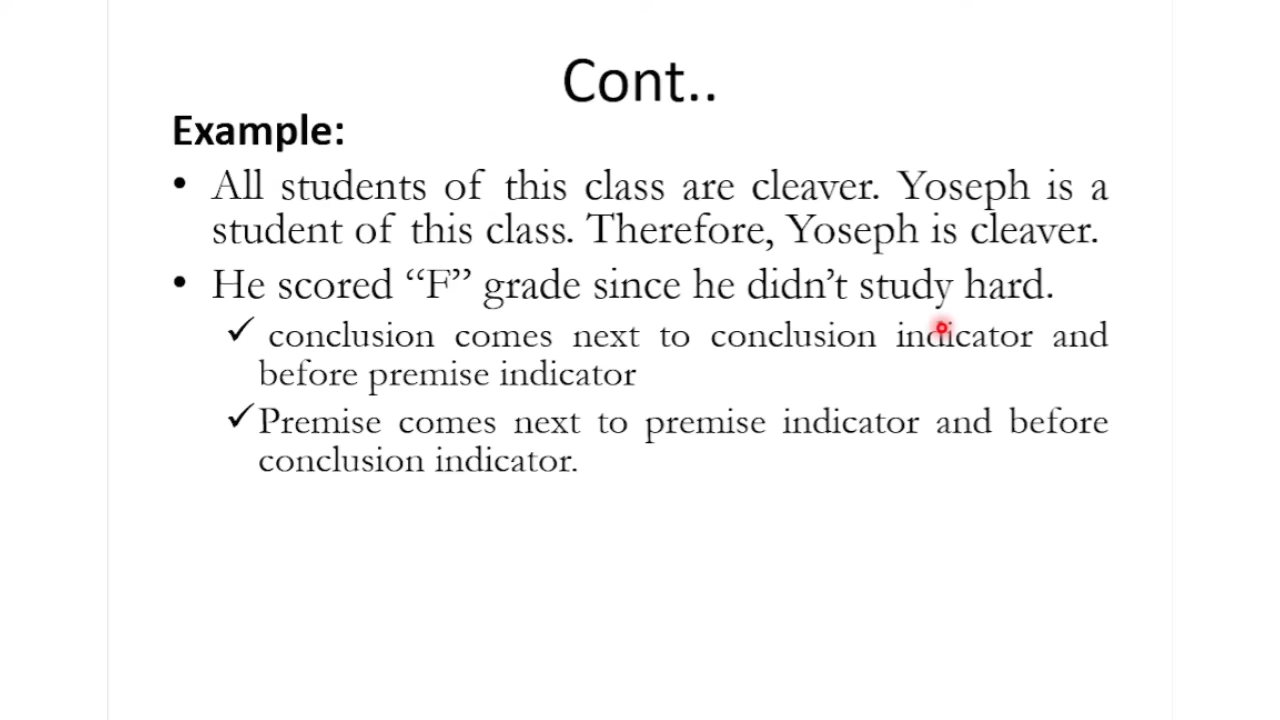 Cont..
Example:
• All students of this class are cleaver. Yoseph is a
student of this class. Therefore, Yoseph is cleaver.
• He scored “F” grade since he didn’t study hard.
✓ conclusion comes next to conclusion indicator and
before premise indicator
✓ Premise comes next to premise indicator and before
conclusion indicator.